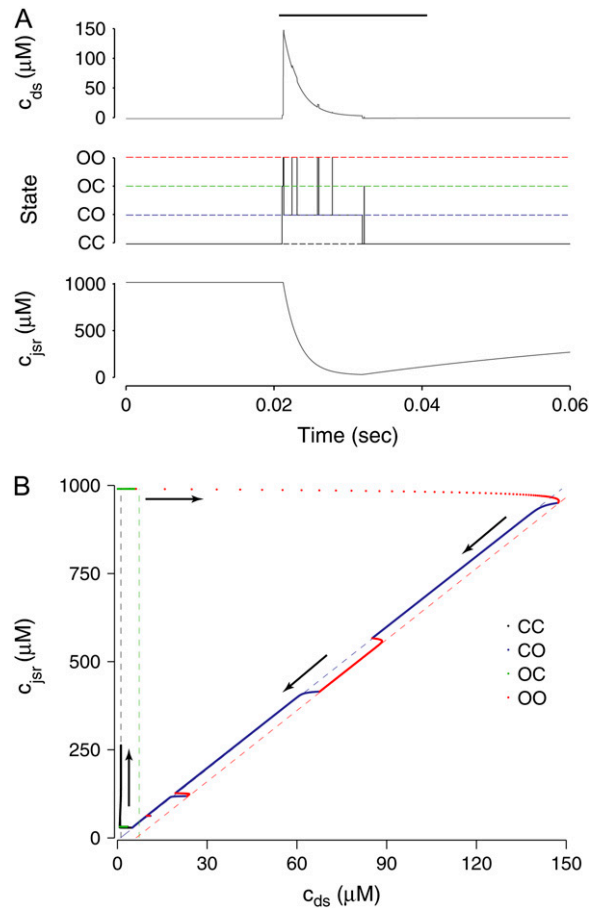 A
150
100
50
0
c_ds (μM)
OO
OC
CO
CC
State
1000
500
0
c_jsr (μM)
0 0.02 0.04 0.06
Time (sec)
B
1000
750
500
250
0
c_jsr (μM)
CC
CO
OC
OO
0 30 60 90 120 150
c_ds (μM)